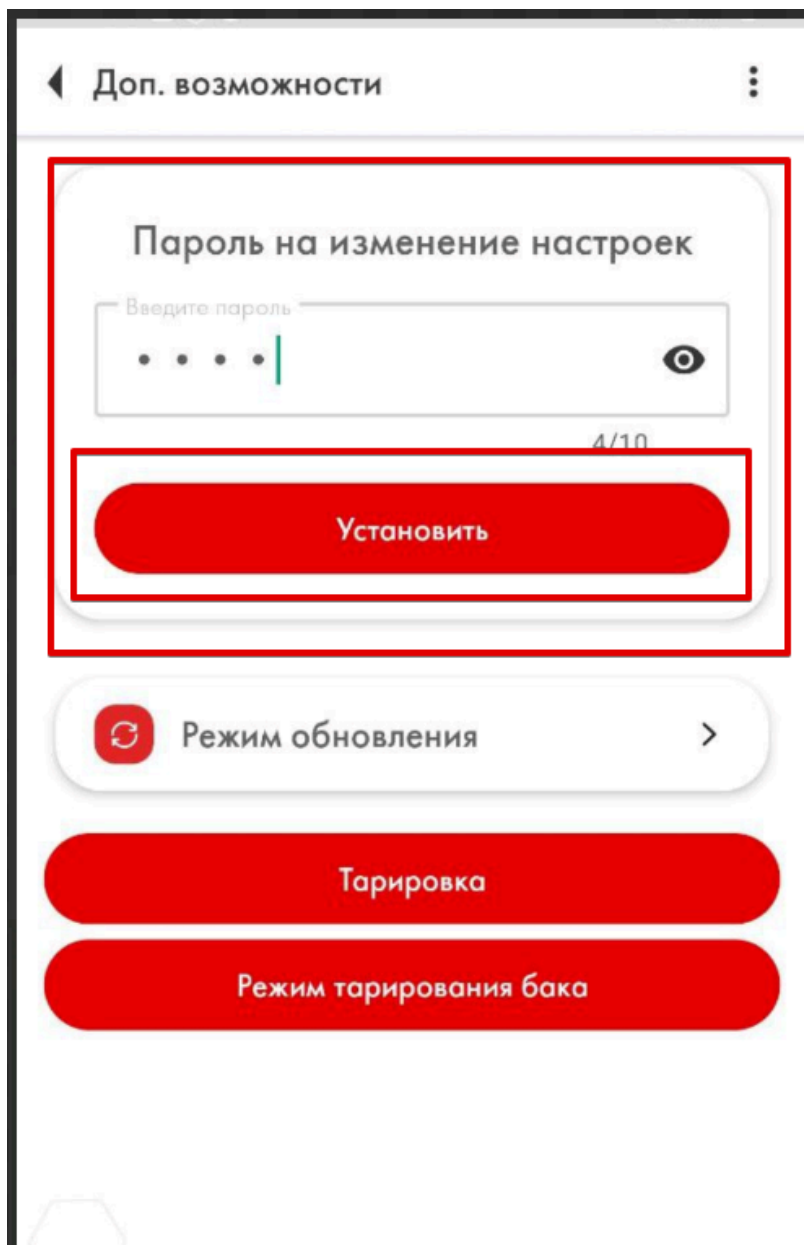 Доп. возможности
Пароль на изменение настроек
Введите пароль
4/10
Установить
Режим обновления
Тарировка
Режим тарирования бака